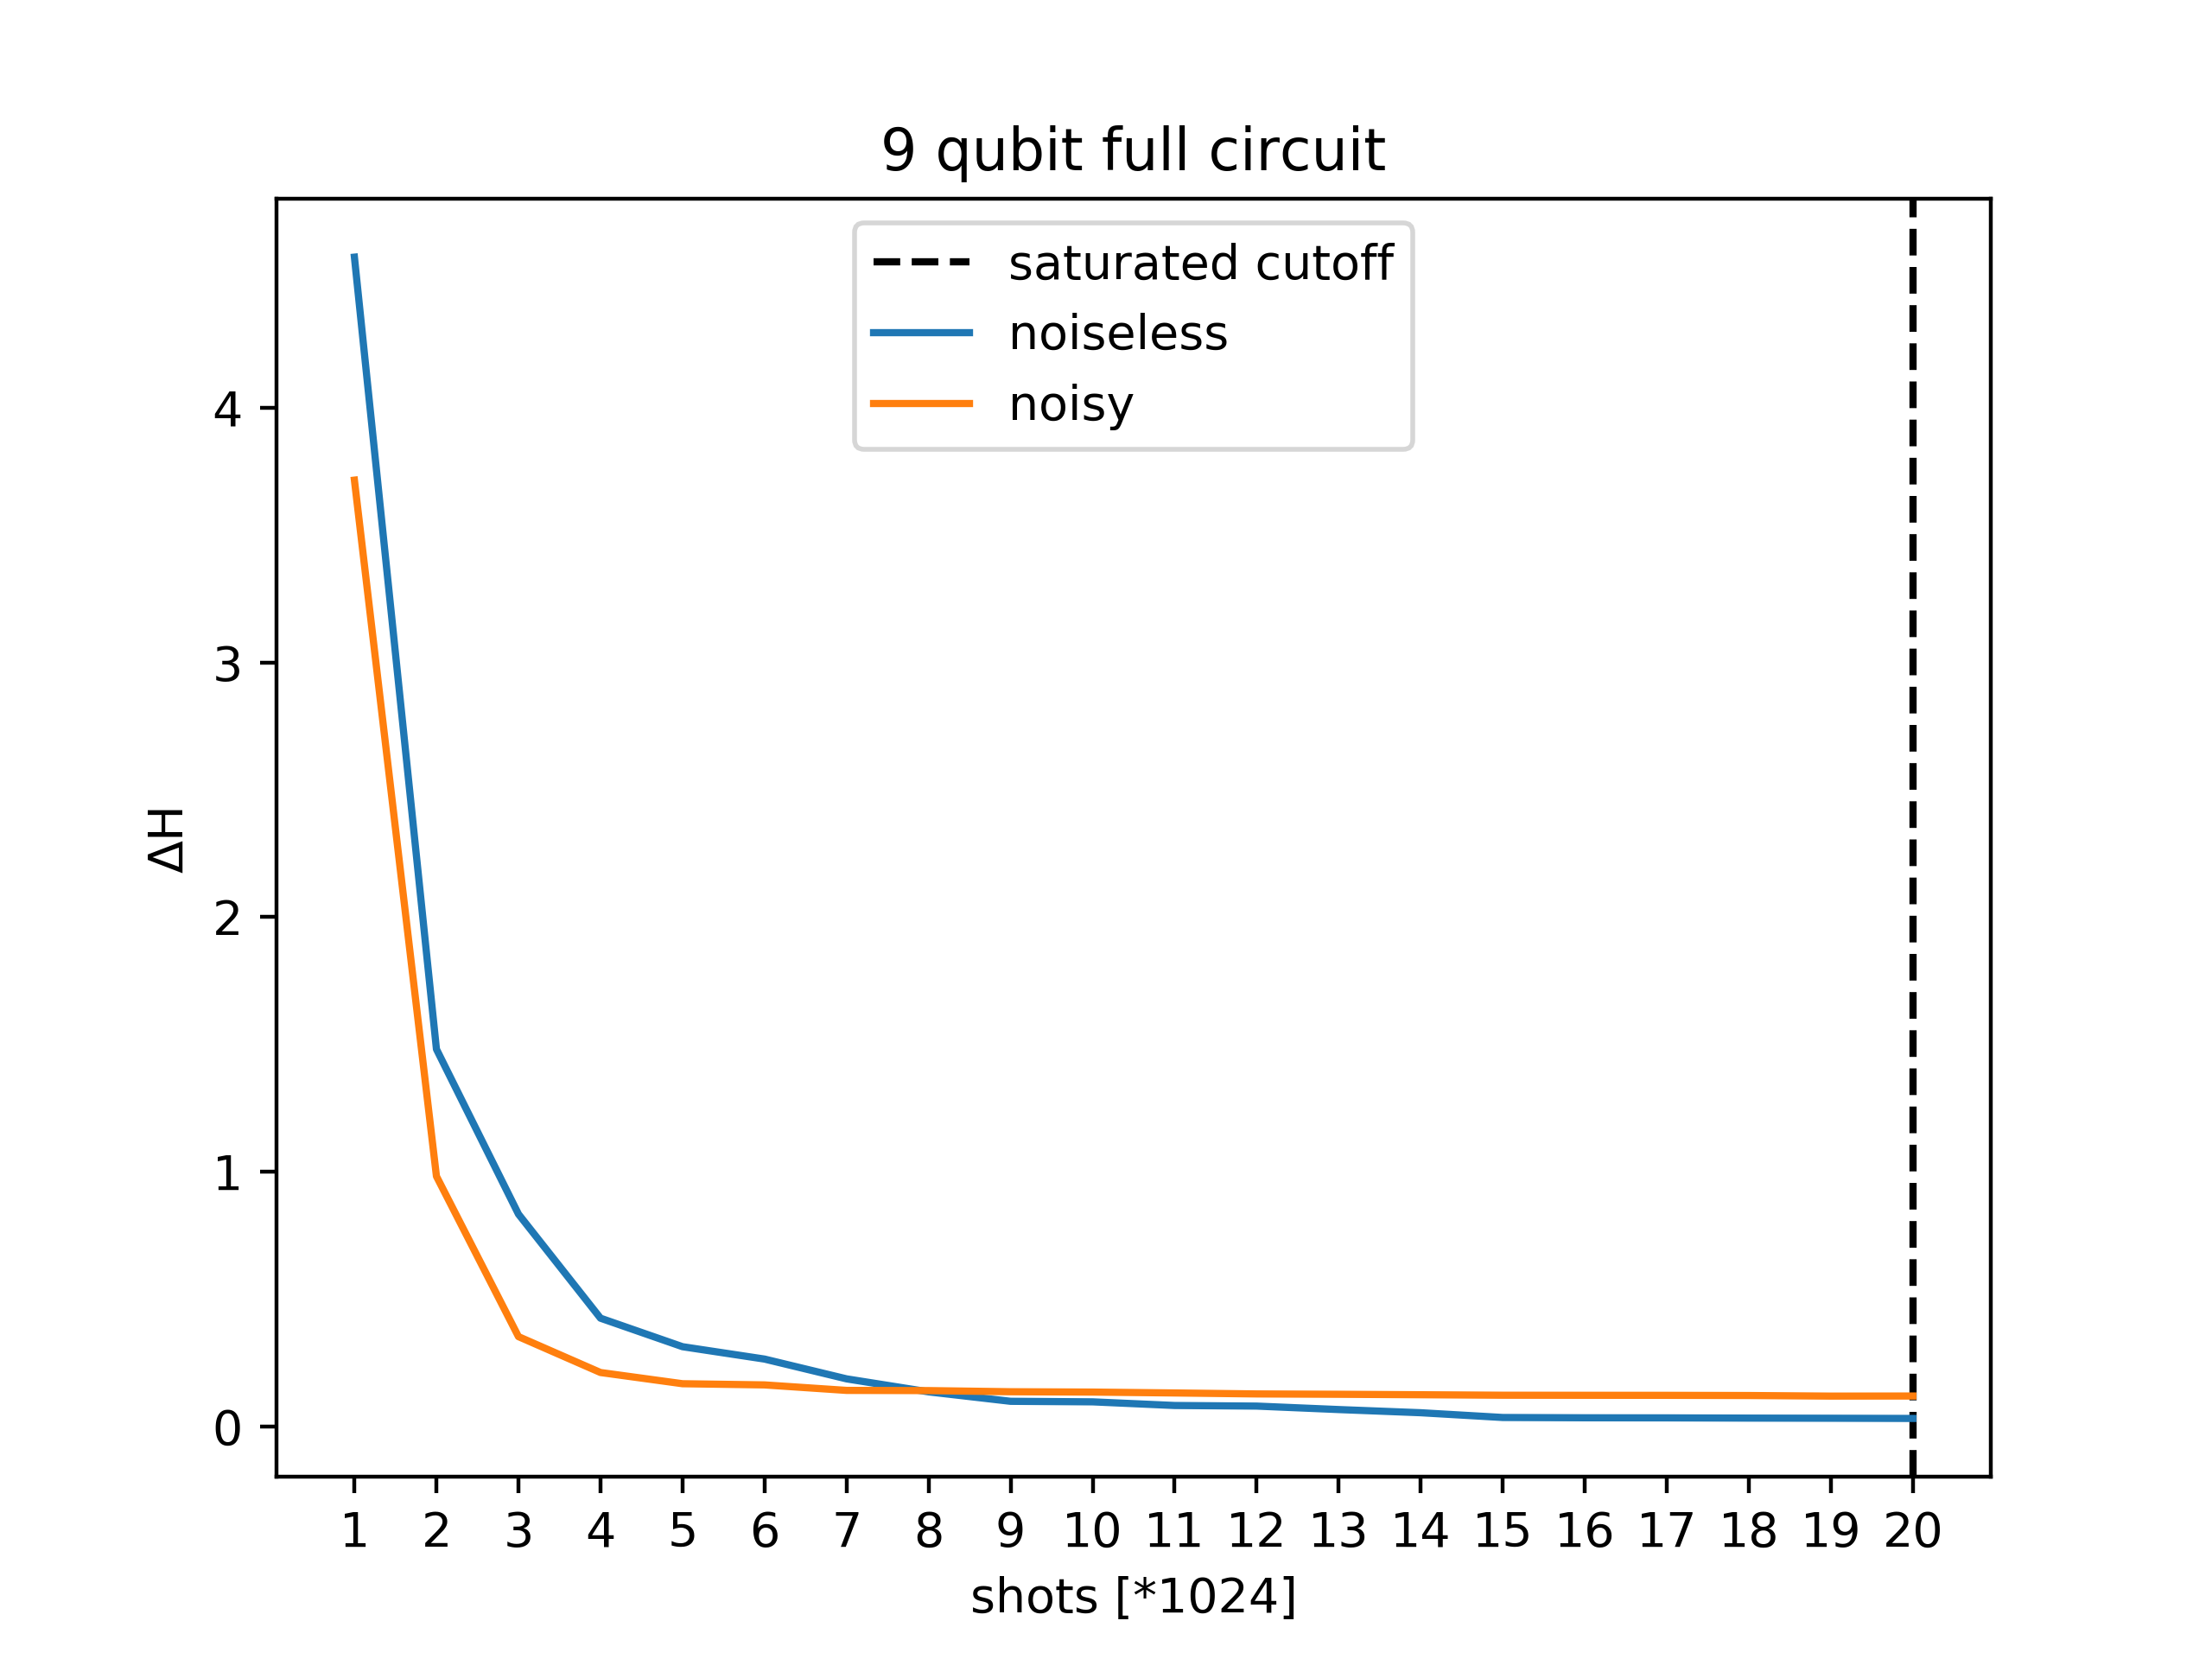 9 qubit full circuit
saturated cutoff
noiseless
noisy
4
3
2
1
0
ΔH
1 2 3 4 5 6 7 8 9 10 11 12 13 14 15 16 17 18 19 20
shots [*1024]